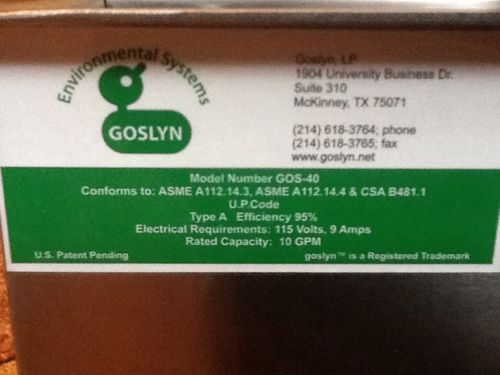 Environmental Systems
GOSLYN
Goslyn, LP
1904 University Business Dr.
Suite 310
McKinney, TX 75071
(214) 618-3764; phone
(214) 618-3765; fax
www.goslyn.net
Model Number GOS-40
Conforms to: ASME A112.14.3, ASME A112.14.4 & CSA B481.1
U.P.Code
Type A Efficiency 95%
Electrical Requirements: 115 Volts, 9 Amps
Rated Capacity: 10 GPM
U.S. Patent Pending
goslyn™ is a Registered Trademark